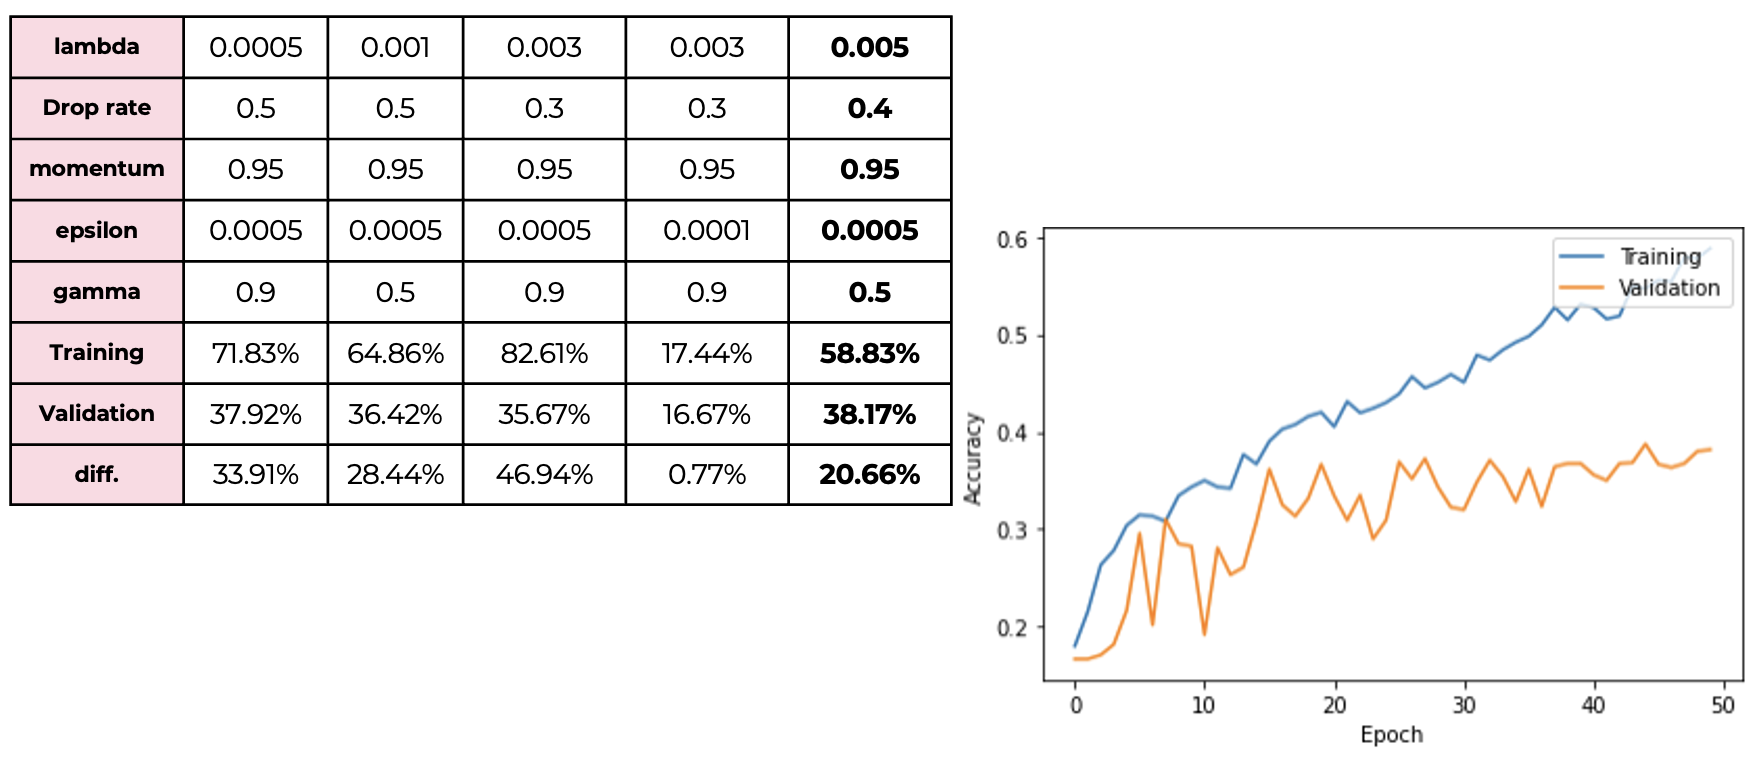 lambda 0.0005 0.001 0.003 0.003 0.005
Drop rate 0.5 0.5 0.3 0.3 0.4
momentum 0.95 0.95 0.95 0.95 0.95
epsilon 0.0005 0.0005 0.0005 0.0001 0.0005
gamma 0.9 0.5 0.9 0.9 0.5
Training 71.83% 64.86% 82.61% 17.44% 58.83%
Validation 37.92% 36.42% 35.67% 16.67% 38.17%
diff. 33.91% 28.44% 46.94% 0.77% 20.66%
Training
Validation
0.6
0.5
0.4
0.3
0.2
Accuracy
0 10 20 30 40 50
Epoch